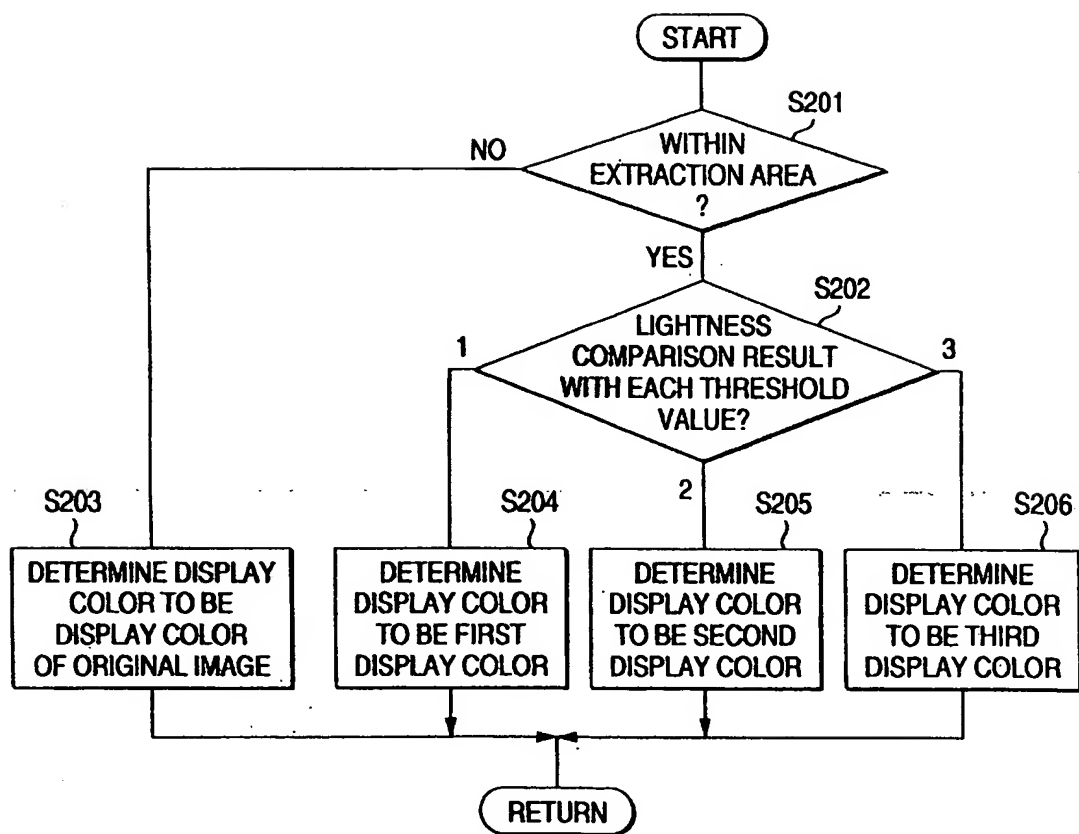 START
S201
NO
WITHIN
EXTRACTION AREA
?
YES
S202
1
LIGHTNESS
COMPARISON RESULT
WITH EACH THRESHOLD
VALUE?
3
2
S203
DETERMINE DISPLAY
COLOR TO BE
DISPLAY COLOR
OF ORIGINAL IMAGE
S204
DETERMINE
DISPLAY COLOR
TO BE FIRST
DISPLAY COLOR
S205
DETERMINE
DISPLAY COLOR
TO BE SECOND
DISPLAY COLOR
S206
DETERMINE
DISPLAY COLOR
TO BE THIRD
DISPLAY COLOR
RETURN